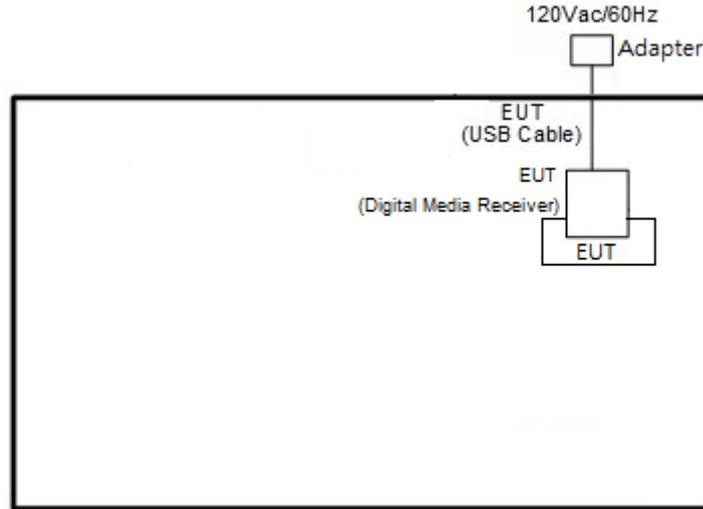 120Vac/60Hz
Adapter
EUT
(USB Cable)
EUT
(Digital Media Receiver)
EUT